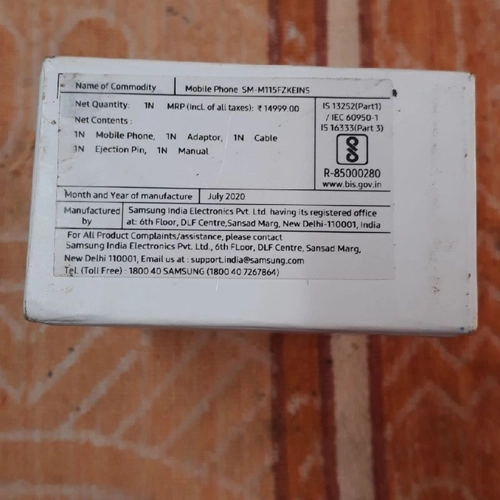 Name of Commodity Mobile Phone SM-M115FZKEINS
Net Quantity: 1N MRP (Incl. of all taxes): ₹ 14999.00
Net Contents:
1N Mobile Phone, 1N Adaptor, 1N Cable
1N Ejection Pin, 1N Manual
IS 13252(Part1)
/ IEC 60950-1
IS 16333(Part 3)
R-85000280
www.bis.gov.in
Month and Year of manufacture July 2020
Manufactured by Samsung India Electronics Pvt. Ltd. having its registered office
at: 6th Floor, DLF Centre,Sansad Marg, New Delhi-110001, India
For All Product Complaints/assistance, please contact
Samsung India Electronics Pvt. Ltd., 6th FLoor, DLF Centre, Sansad Marg,
New Delhi 110001, Email us at : support.india@samsung.com
Tel. (Toll Free) : 1800 40 SAMSUNG (1800 40 7267864)